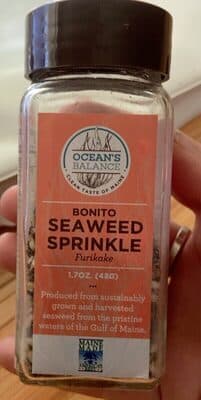 OCEAN'S
BALANCE
CLEAN TASTE OF MAINE
BONITO
SEAWEED
SPRINKLE
Furikake
1.7OZ. (48G)
Produced from sustainably
grown and harvested
seaweed from the pristine
waters of the Gulf of Maine.
MAINE
MADE